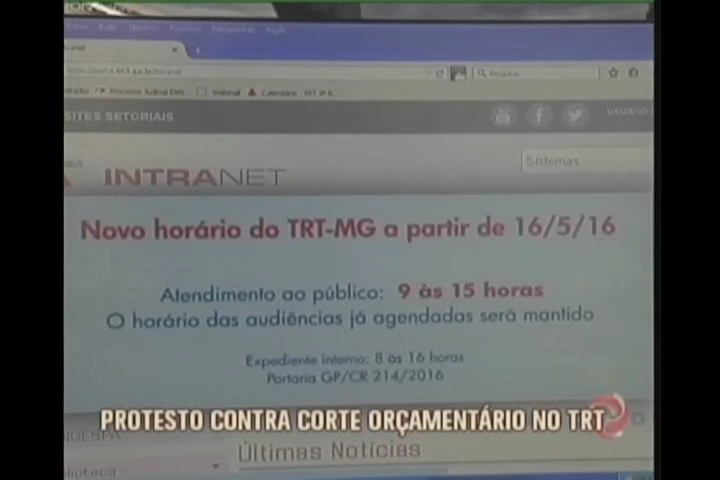 SITES SETORIAIS
INTRANET
Sistemas
Novo horário do TRT-MG a partir de 16/5/16
Atendimento ao público: 9 às 15 horas
O horário das audiências já agendadas será mantido
Expediente interno: 8 às 16 horas
Portaria GP/CR 214/2016
PROTESTO CONTRA CORTE ORÇAMENTÁRIO NO TRT
Últimas Notícias